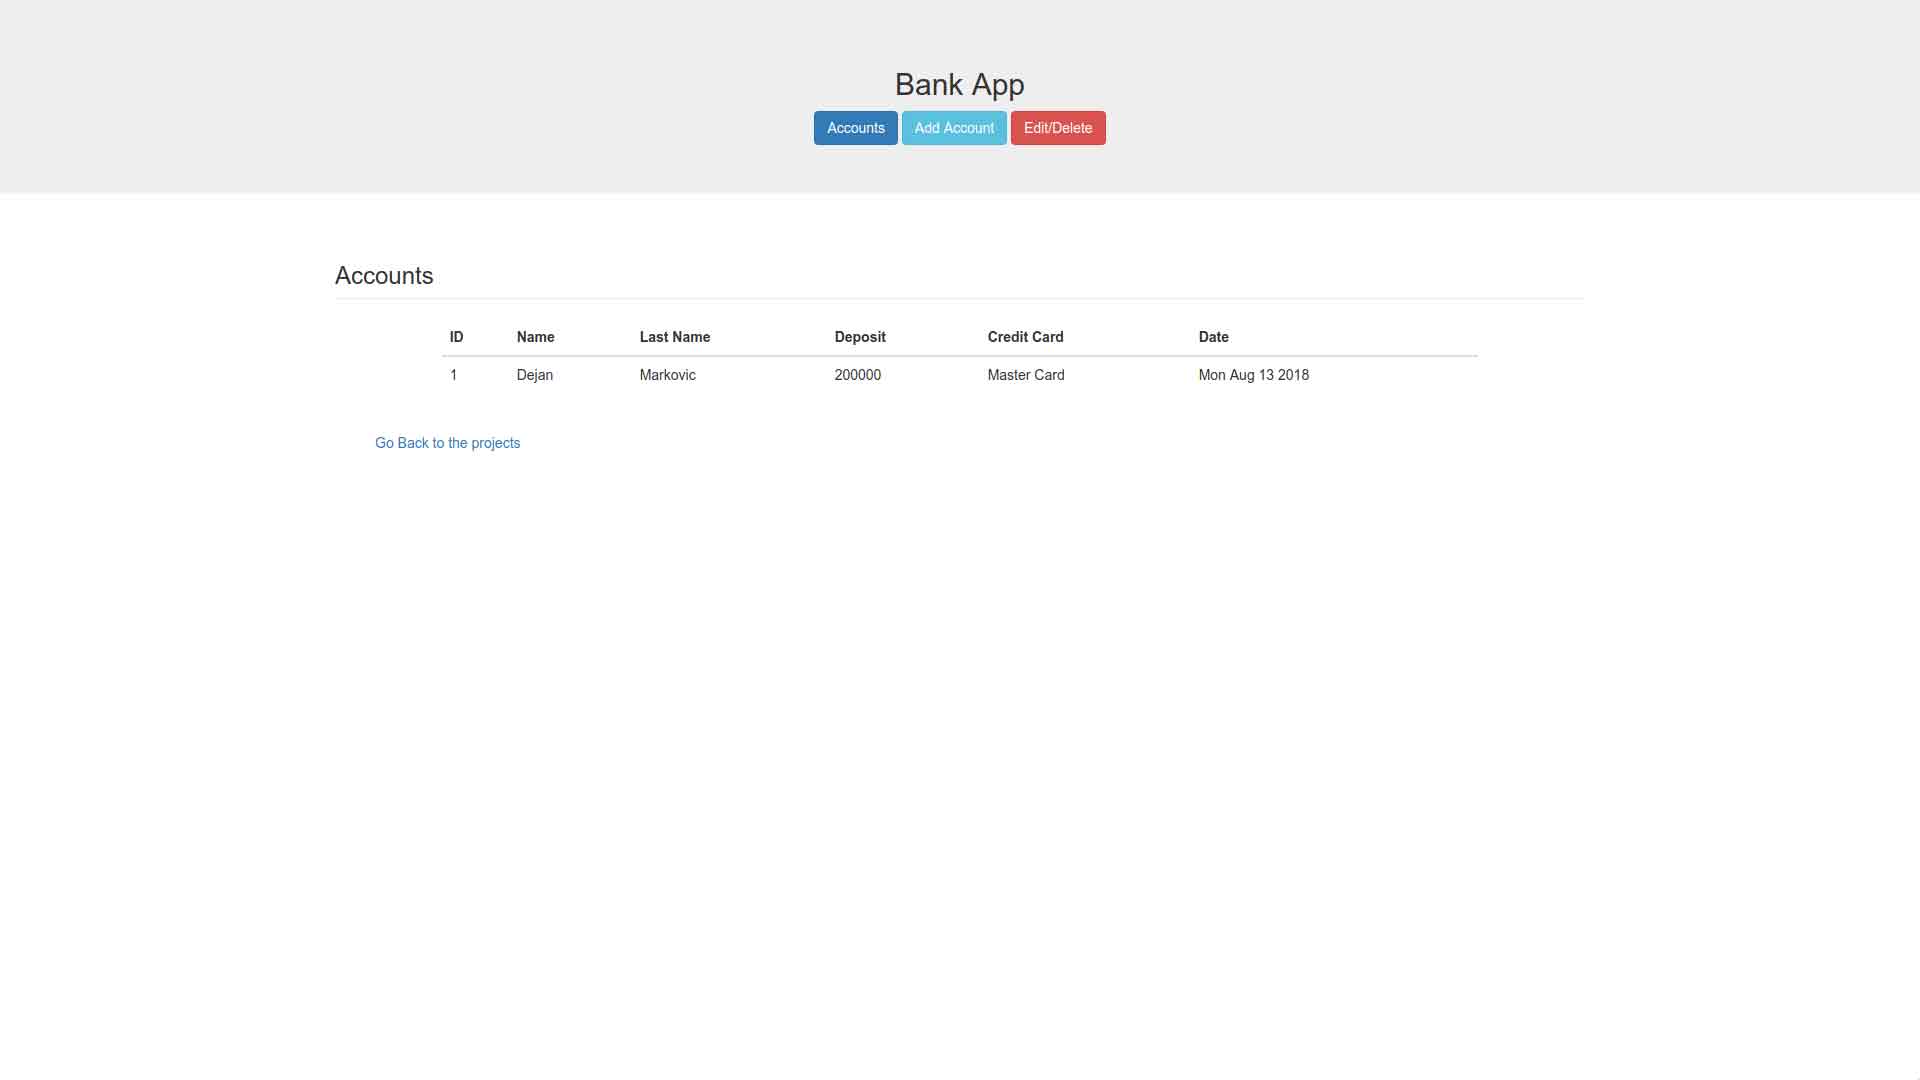 Bank App
Accounts Add Account Edit/Delete
Accounts
ID Name Last Name Deposit Credit Card Date
1 Dejan Markovic 200000 Master Card Mon Aug 13 2018
Go Back to the projects